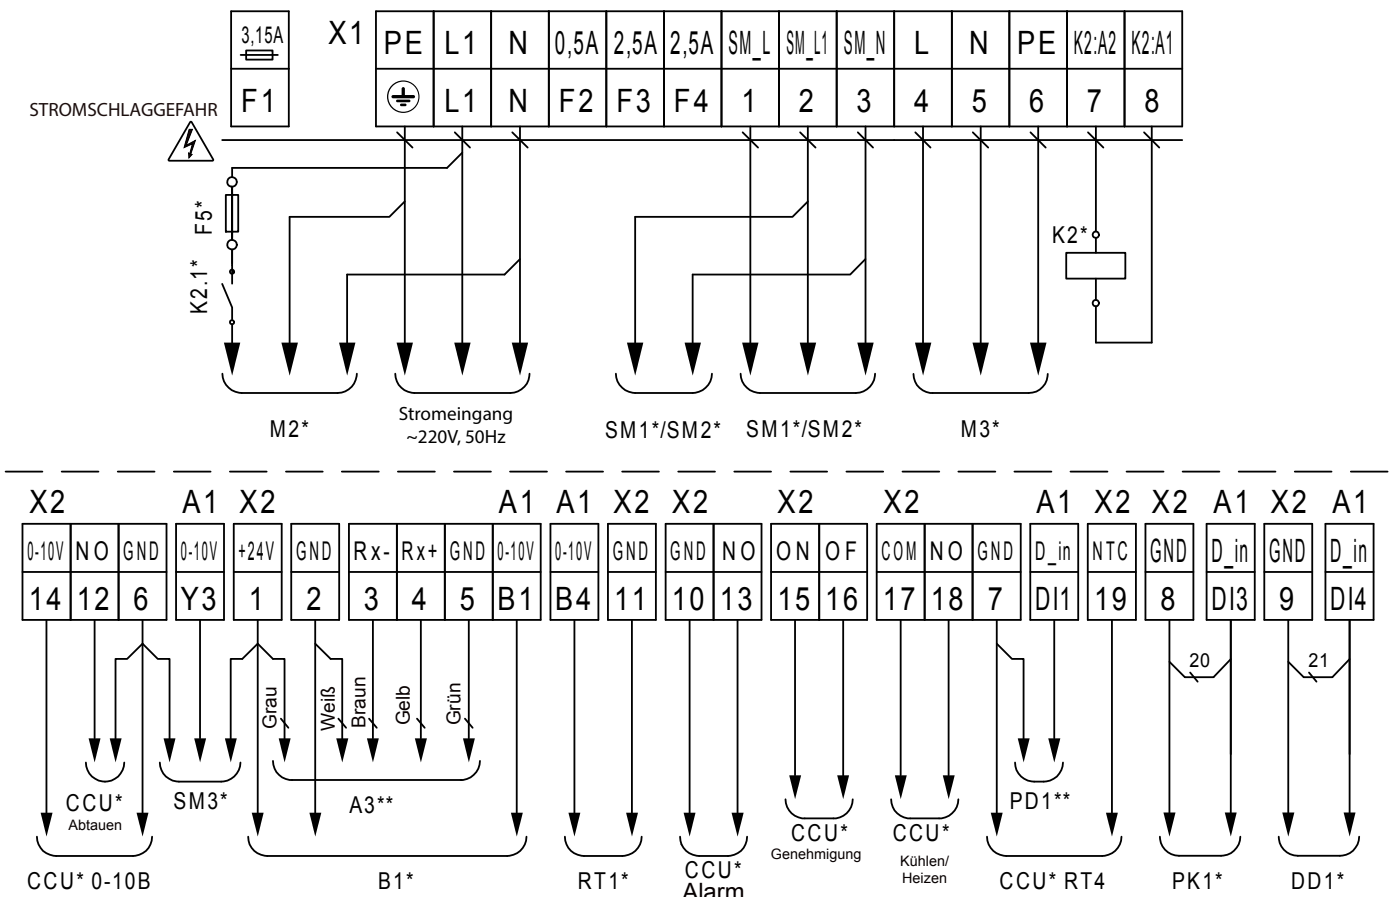 3,15A X1 PE L1 N 0,5A 2,5A 2,5A SM_L SM_L1 SM_N L N PE K2:A2 K2:A1
F1 L1 N F2 F3 F4 1 2 3 4 5 6 7 8
STROMSCHLAGGEFAHR
F5*
K2.1*
K2*
M2*
Stromeingang
~220V, 50Hz
SM1*/SM2*
SM1*/SM2*
M3*
X2 A1 X2 A1 A1 X2 X2 X2 X2 A1 X2 X2 A1 X2 A1
0-10V NO GND 0-10V +24V GND Rx- Rx+ GND 0-10V 0-10V GND GND NO ON OF COM NO GND D_in NTC GND D_in GND D_in
14 12 6 Y3 1 2 3 4 5 B1 B4 11 10 13 15 16 17 18 7 DI1 19 8 DI3 9 DI4
20
21
Grau
Weiß
Braun
Gelb
Grün
CCU*
Abtauen
SM3*
A3**
PD1**
CCU*
Genehmigung
CCU*
Kühlen/
Heizen
CCU* 0-10B
B1*
RT1*
CCU*
Alarm
CCU* RT4
PK1*
DD1*